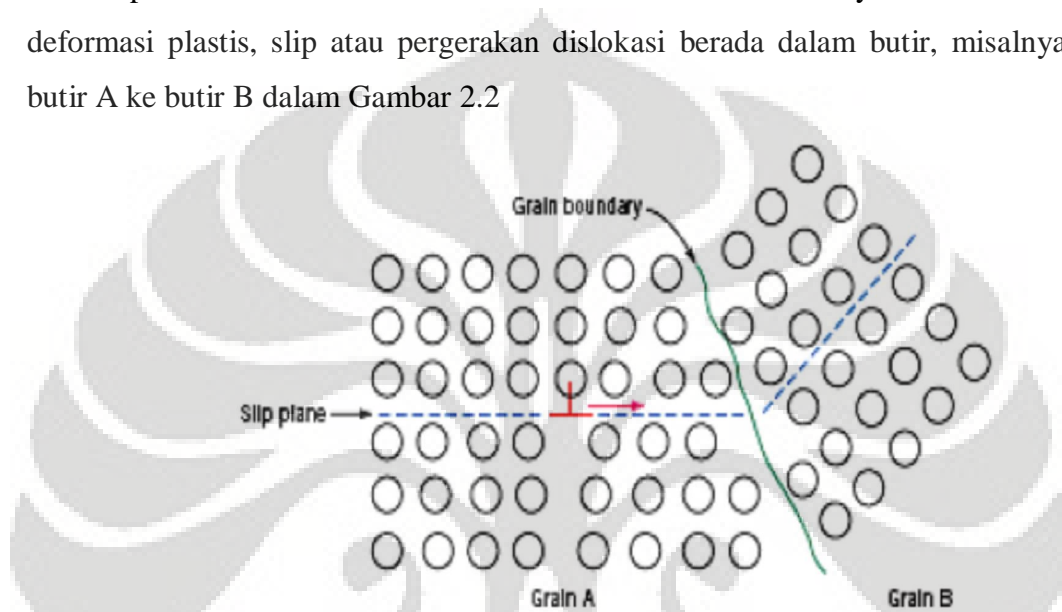 deformasi plastis, slip atau pergerakan dislokasi berada dalam butir, misalnya
butir A ke butir B dalam Gambar 2.2
Grain boundary
Slip plane
Grain A
Grain B